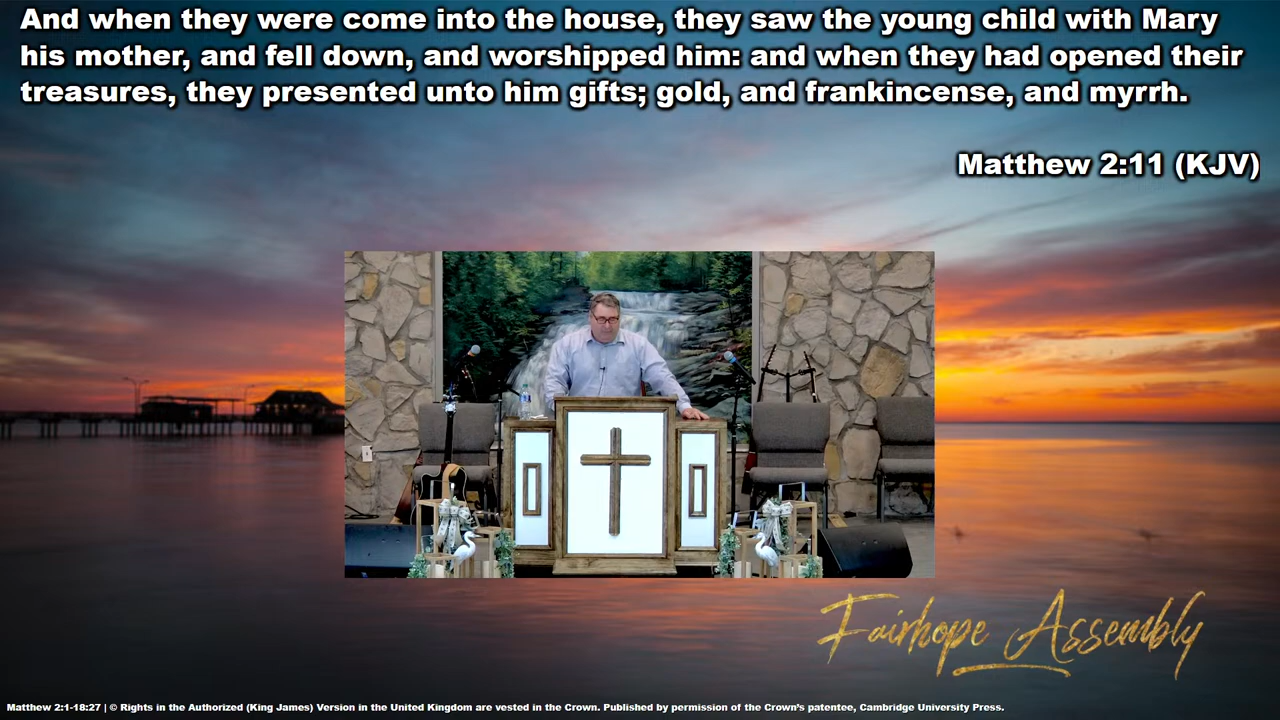 And when they were come into the house, they saw the young child with Mary
his mother, and fell down, and worshipped him: and when they had opened their
treasures, they presented unto him gifts; gold, and frankincense, and myrrh.
Matthew 2:11 (KJV)
Fairhope Assembly
Matthew 2:1-18:27 | © Rights in the Authorized (King James) Version in the United Kingdom are vested in the Crown. Published by permission of the Crown’s patentee, Cambridge University Press.